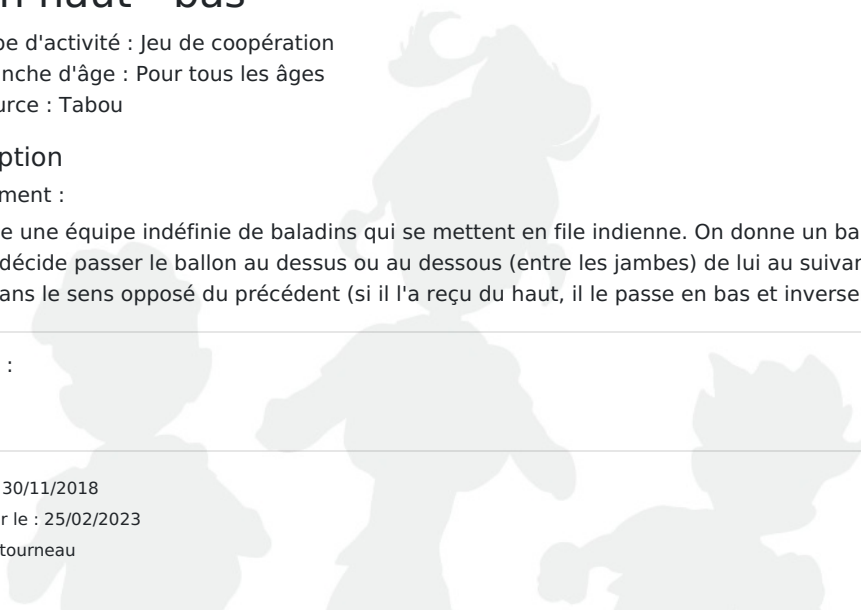 n haut - bas
pe d'activité : Jeu de coopération
nche d'âge : Pour tous les âges
urce : Tabou
ption
ment :
e une équipe indéfinie de baladins qui se mettent en file indienne. On donne un ba
décide passer le ballon au dessus ou au dessous (entre les jambes) de lui au suivan
ans le sens opposé du précédent (si il l'a reçu du haut, il le passe en bas et inverse
:
30/11/2018
r le : 25/02/2023
tourneau